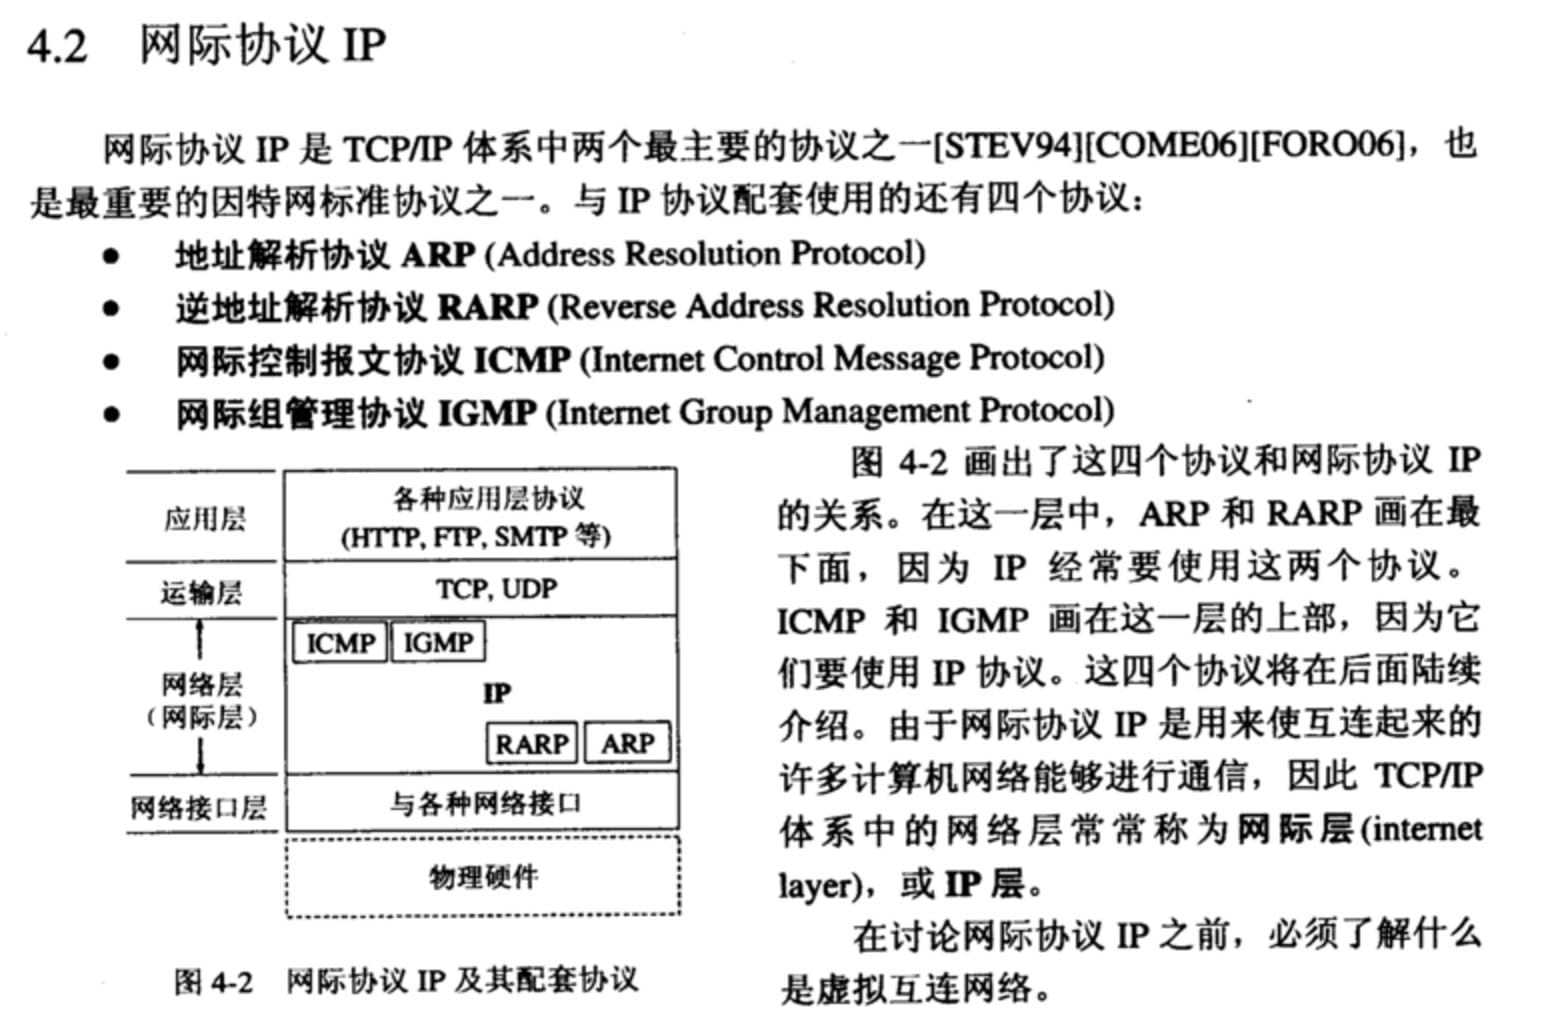 4.2 网际协议 IP
网际协议 IP 是 TCP/IP 体系中两个最主要的协议之一[STEV94][COME06][FORO06]，也
是最重要的因特网标准协议之一。与 IP 协议配套使用的还有四个协议：
● 地址解析协议 ARP (Address Resolution Protocol)
● 逆地址解析协议 RARP (Reverse Address Resolution Protocol)
● 网际控制报文协议 ICMP (Internet Control Message Protocol)
● 网际组管理协议 IGMP (Internet Group Management Protocol)
应用层
各种应用层协议
(HTTP, FTP, SMTP 等)
运输层
TCP, UDP
ICMP
IGMP
网络层
（网际层）
IP
RARP
ARP
网络接口层
与各种网络接口
物理硬件
图 4-2 网际协议 IP 及其配套协议
图 4-2 画出了这四个协议和网际协议 IP
的关系。在这一层中，ARP 和 RARP 画在最
下面，因为 IP 经常要使用这两个协议。
ICMP 和 IGMP 画在这一层的上部，因为它
们要使用 IP 协议。这四个协议将在后面陆续
介绍。由于网际协议 IP 是用来使互连起来的
许多计算机网络能够进行通信，因此 TCP/IP
体系中的网络层常常称为网际层(internet
layer)，或 IP 层。
在讨论网际协议 IP 之前，必须了解什么
是虚拟互连网络。